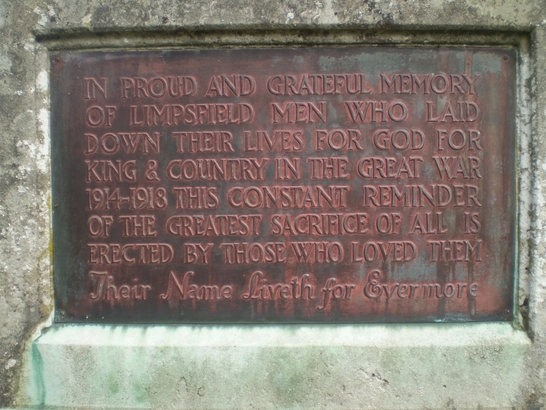 IN PROUD AND GRATEFUL MEMORY
OF LIMPSFIELD MEN WHO LAID
DOWN THEIR LIVES FOR GOD FOR
KING & COUNTRY IN THE GREAT WAR
1914-1918 THIS CONSTANT REMINDER
OF THE GREATEST SACRIFICE OF ALL IS
ERECTED BY THOSE WHO LOVED THEM
Their Name Liveth for Evermore